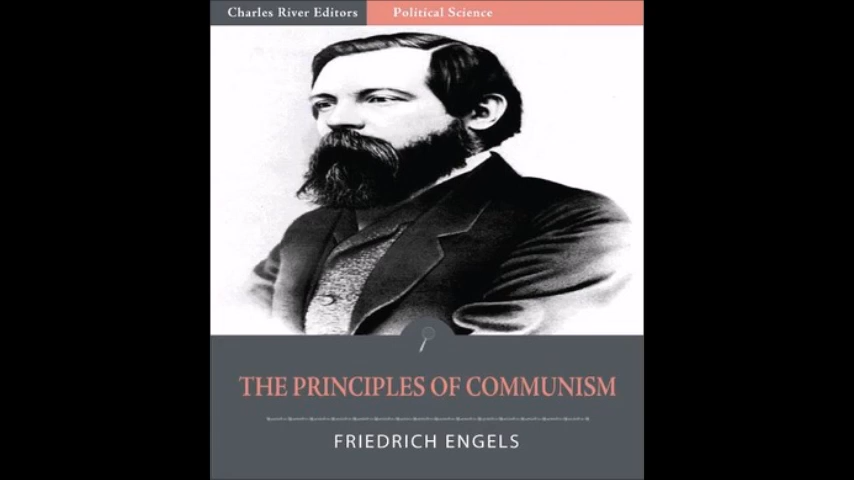 Charles River Editors Political Science
THE PRINCIPLES OF COMMUNISM
FRIEDRICH ENGELS